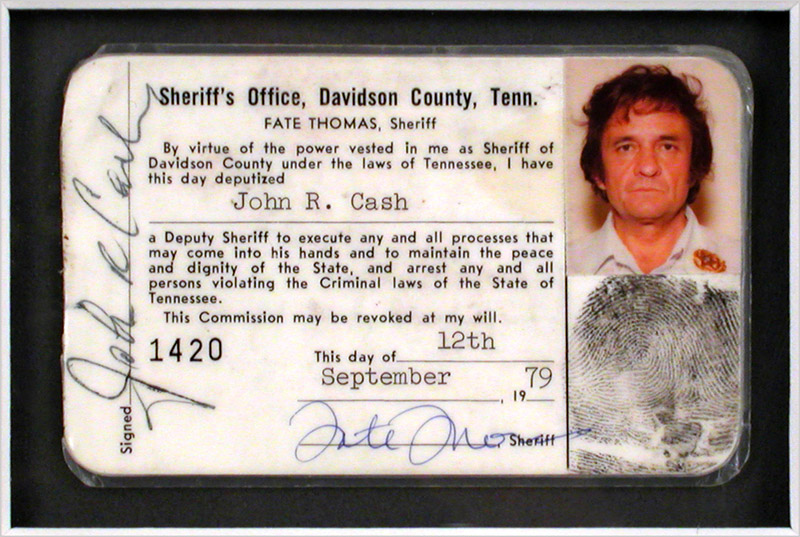 Sheriff's Office, Davidson County, Tenn.
FATE THOMAS, Sheriff
By virtue of the power vested in me as Sheriff of
Davidson County under the laws of Tennessee, I have
this day deputized
John R. Cash
a Deputy Sheriff to execute any and all processes that
may come into his hands and to maintain the peace
and dignity of the State, and arrest any and all
persons violating the Criminal laws of the State of
Tennessee.
This Commission may be revoked at my will.
1420
This day of 12th
September, 19 79
Fate Thomas Sheriff
Signed John R Cash